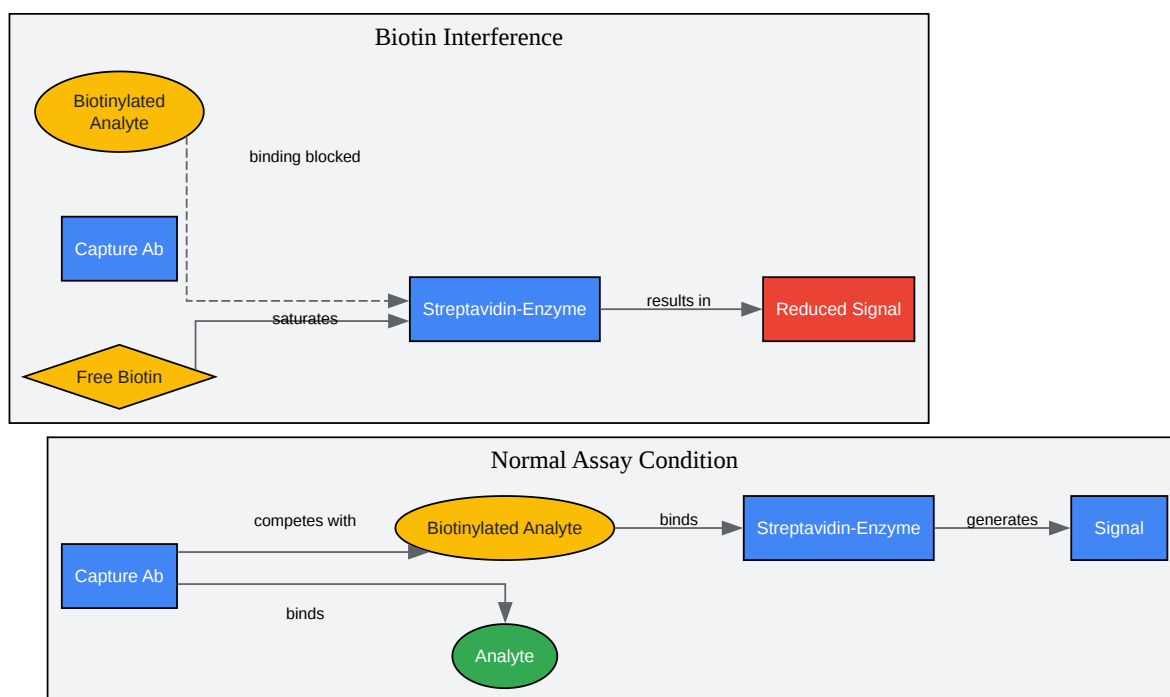 Biotin Interference
Biotinylated
Analyte
binding blocked
Capture Ab
Streptavidin-Enzyme
results in
Reduced Signal
saturates
Free Biotin
Normal Assay Condition
competes with
Biotinylated Analyte
binds
Streptavidin-Enzyme
generates
Signal
Capture Ab
binds
Analyte